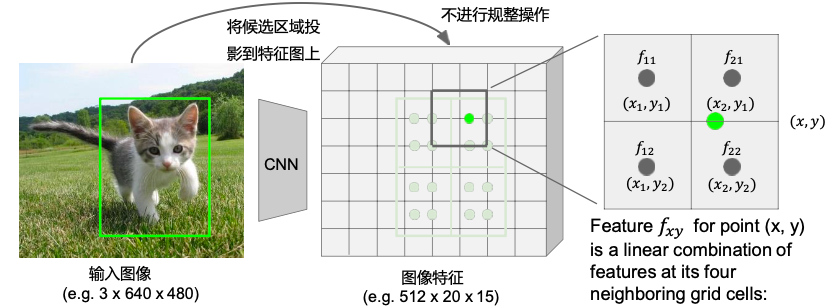 将候选区域投
影到特征图上
不进行规整操作
CNN
输入图像
(e.g. 3 x 640 x 480)
图像特征
(e.g. 512 x 20 x 15)
f₁₁
f₂₁
(x₁, y₁)
(x₂, y₁)
(x, y)
f₁₂
f₂₂
(x₁, y₂)
(x₂, y₂)
Feature fₓᵧ for point (x, y)
is a linear combination of
features at its four
neighboring grid cells: